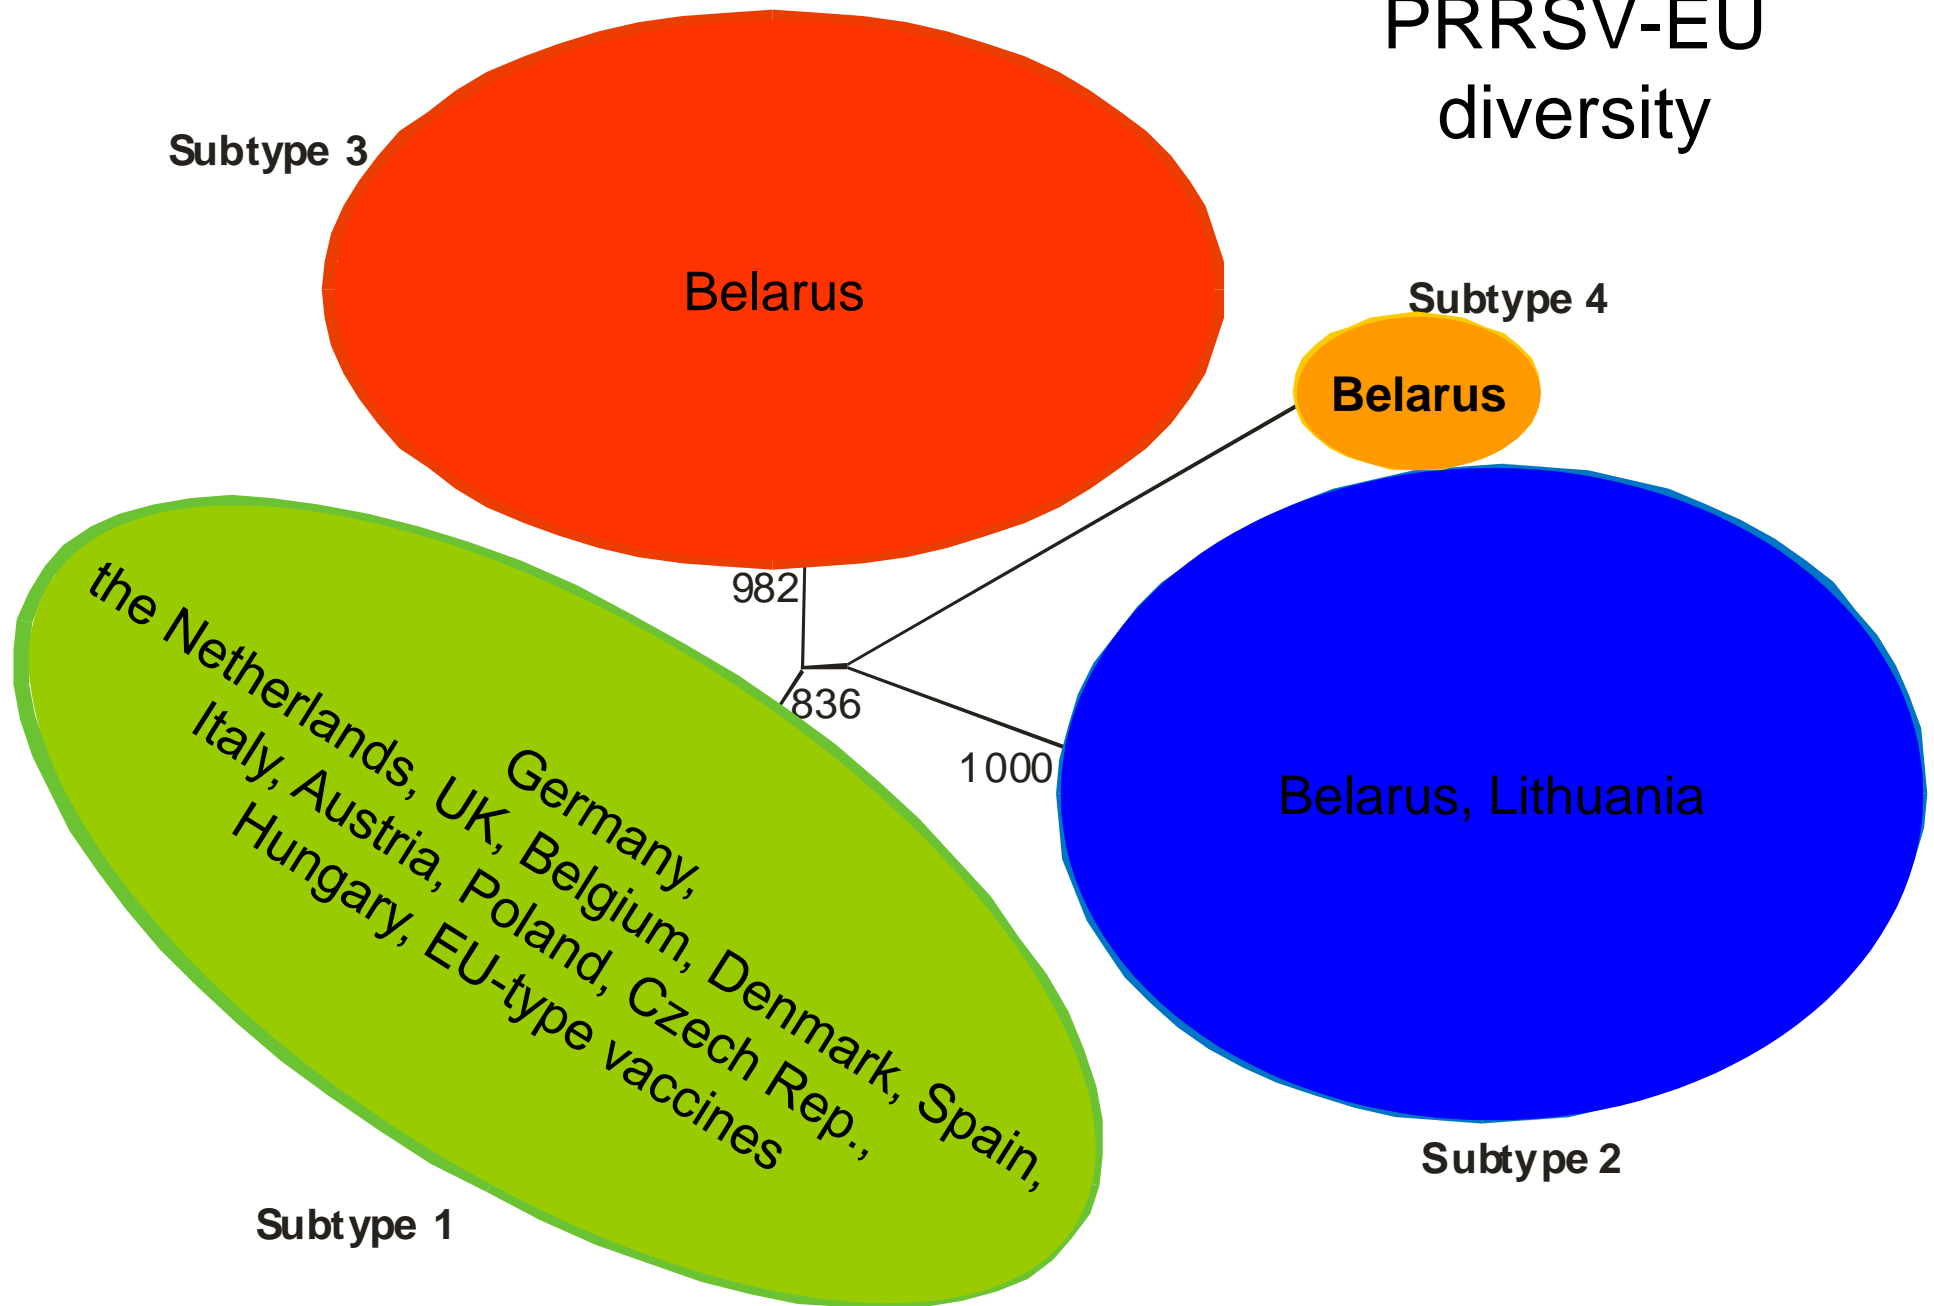 PRRSV-EU
diversity
Subtype 3
Belarus
Subtype 4
Belarus
982
836
1000
Belarus, Lithuania
Subtype 2
Germany,
the Netherlands, UK, Belgium, Denmark, Spain,
Italy, Austria, Poland, Czech Rep.,
Hungary, EU-type vaccines
Subtype 1